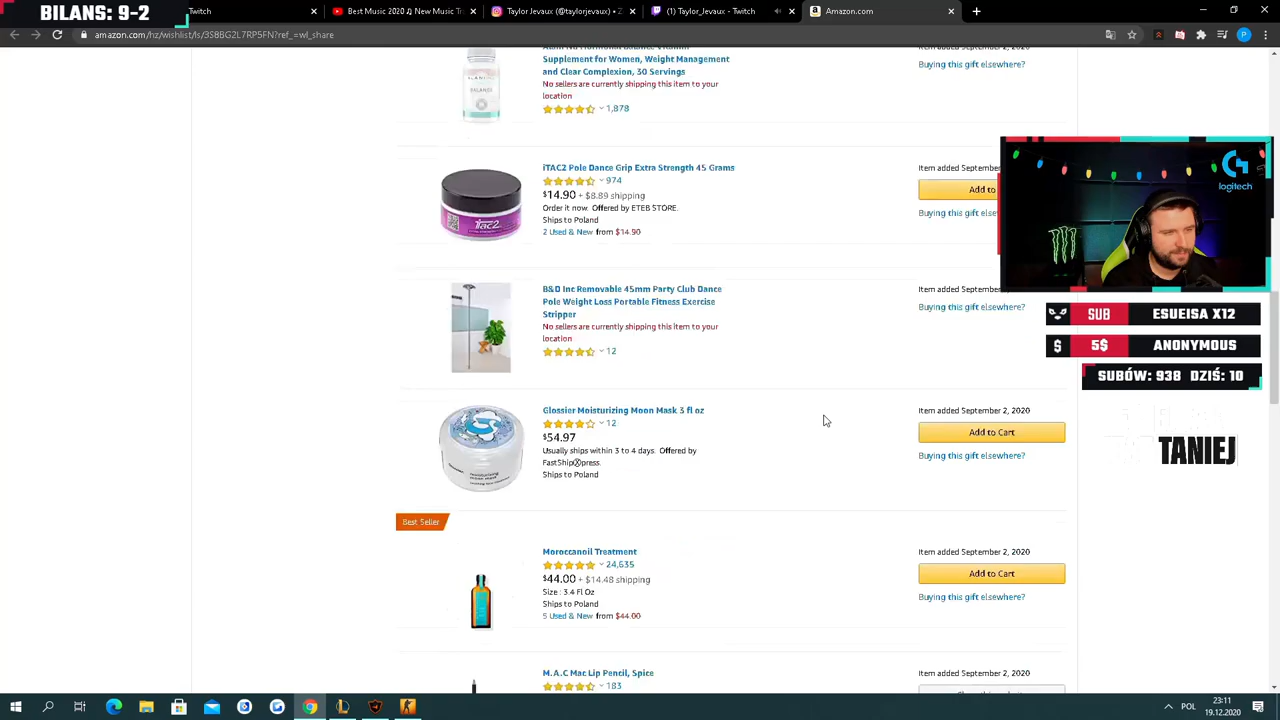 BILANS: 9-2
Twitch
Best Music 2020 ♫ New Music Tr
Taylor Jevaux (@taylorjevaux) • Z
Taylor_Jevaux - Twitch
Amazon.com
amazon.com/hz/wishlist/ls/3S8BG2L7RP5FN?ref_=wl_share
Supplement for Women, Weight Management
and Clear Complexion, 30 Servings
No sellers are currently shipping this item to your
location
1,878
Buying this gift elsewhere?
iTAC2 Pole Dance Grip Extra Strength 45 Grams
974
$14.90 + $8.89 shipping
Order it now. Offered by ETEB STORE.
Ships to Poland
2 Used & New from $14.90
Item added September 2, 2020
Add to
Buying this gift else
iTac2
B&D Inc Removable 45mm Party Club Dance
Pole Weight Loss Portable Fitness Exercise
Stripper
No sellers are currently shipping this item to your
location
12
Item added September 2, 2020
Buying this gift elsewhere?
Glossier Moisturizing Moon Mask 3 fl oz
12
$54.97
Usually ships within 3 to 4 days. Offered by
FastShipⓍpress.
Ships to Poland
Item added September 2, 2020
Add to Cart
Buying this gift elsewhere?
Best Seller
Moroccanoil Treatment
24,635
$44.00 + $14.48 shipping
Size : 3.4 Fl Oz
Ships to Poland
5 Used & New from $44.00
Item added September 2, 2020
Add to Cart
Buying this gift elsewhere?
M.A.C Mac Lip Pencil, Spice
183
Item added September 2, 2020
logitech
SUB ESUEISA X12
$ 5$ ANONYMOUS
SUBÓW: 938 DZIŚ: 10
TANIEJ
POL
23:11
19.12.2020